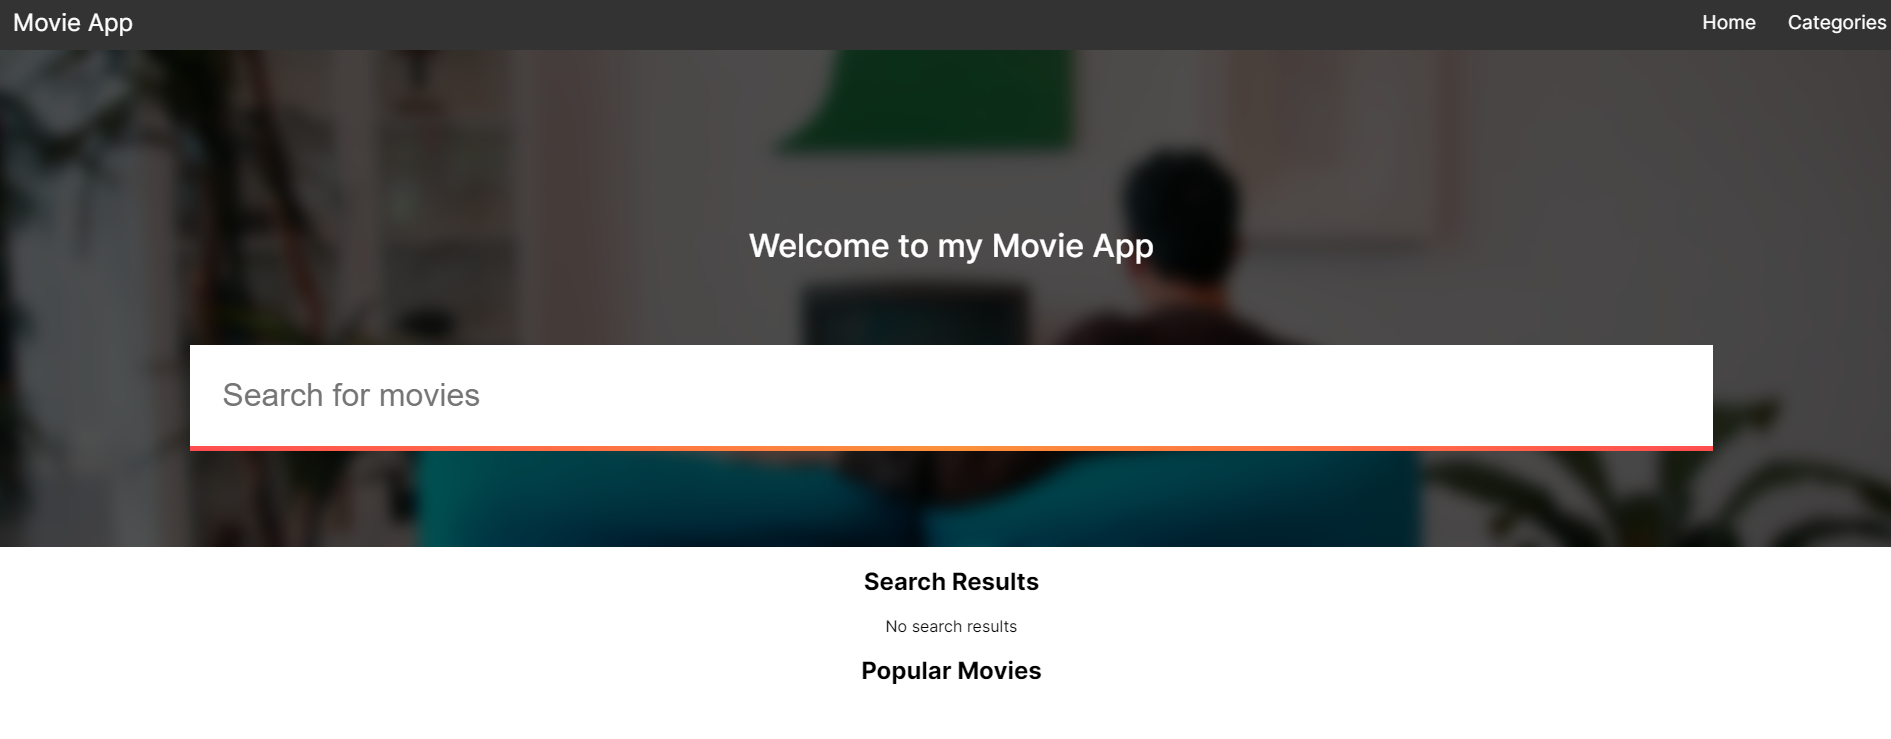 Movie App
Home
Categories
Welcome to my Movie App
Search for movies
Search Results
No search results
Popular Movies